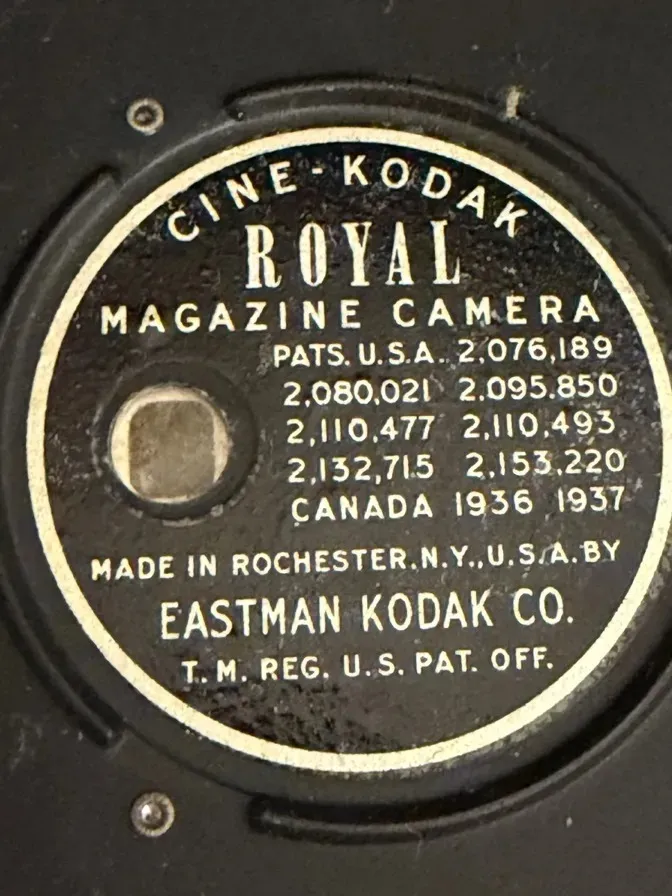 CINE-KODAK
ROYAL
MAGAZINE CAMERA
PATS. U.S.A. 2,076,189
2,080,021 2,095,850
2,110,477 2,110,493
2,132,715 2,153,220
CANADA 1936 1937
MADE IN ROCHESTER, N.Y., U.S.A. BY
EASTMAN KODAK CO.
T. M. REG. U.S. PAT. OFF.